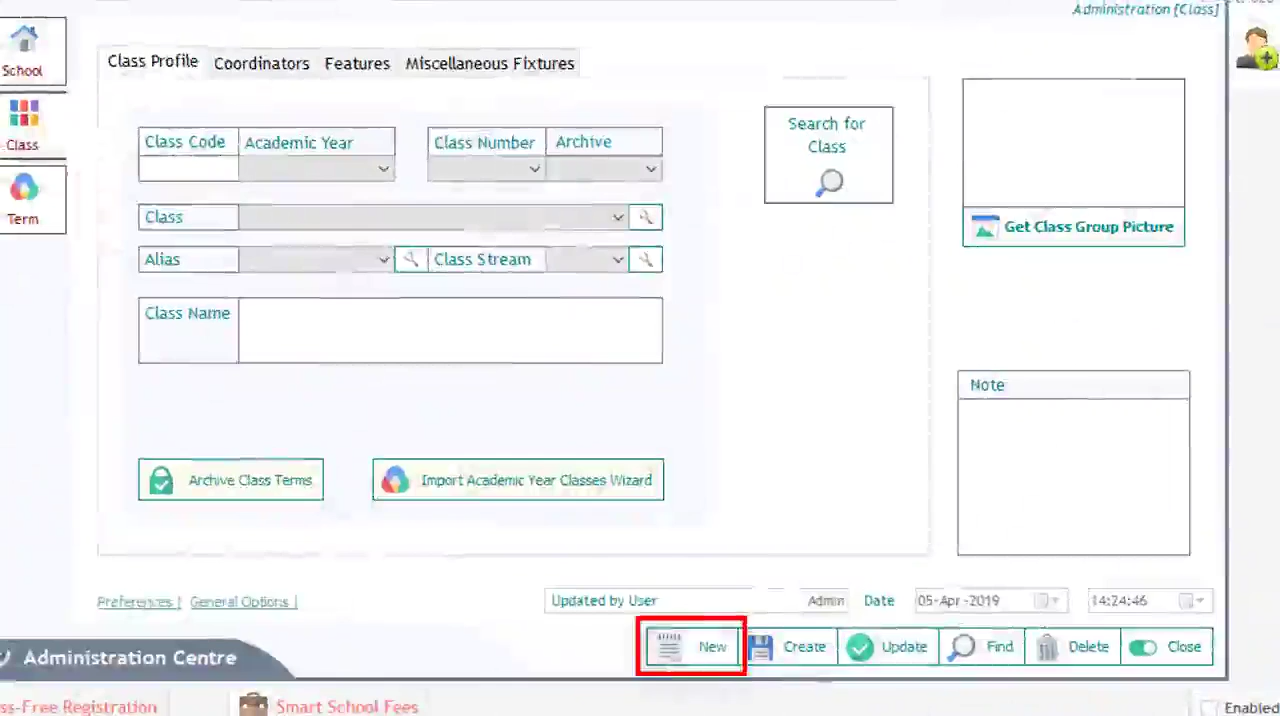 Administration [Class]
School
Class
Term
Class Profile
Coordinators
Features
Miscellaneous Fixtures
Class Code
Academic Year
Class Number
Archive
Class
Alias
Class Stream
Class Name
Search for
Class
Get Class Group Picture
Note
Archive Class Terms
Import Academic Year Classes Wizard
Preferences |
General Options |
Updated by User
Admin
Date
05-Apr -2019
14:24:46
New
Create
Update
Find
Delete
Close
Administration Centre
ss-Free Registration
Smart School Fees
Enabled